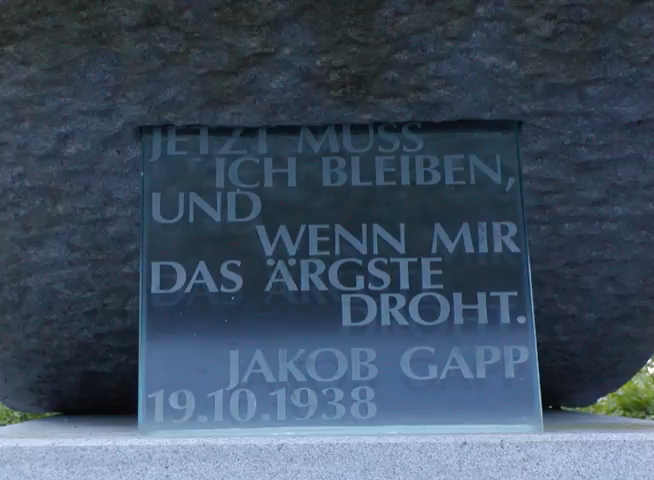 JETZT MUSS
ICH BLEIBEN,
UND
WENN MIR
DAS ÄRGSTE
DROHT.
JAKOB GAPP
19.10.1938